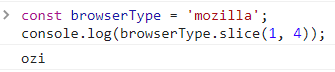 > const browserType = 'mozilla';
console.log(browserType.slice(1, 4));
ozi